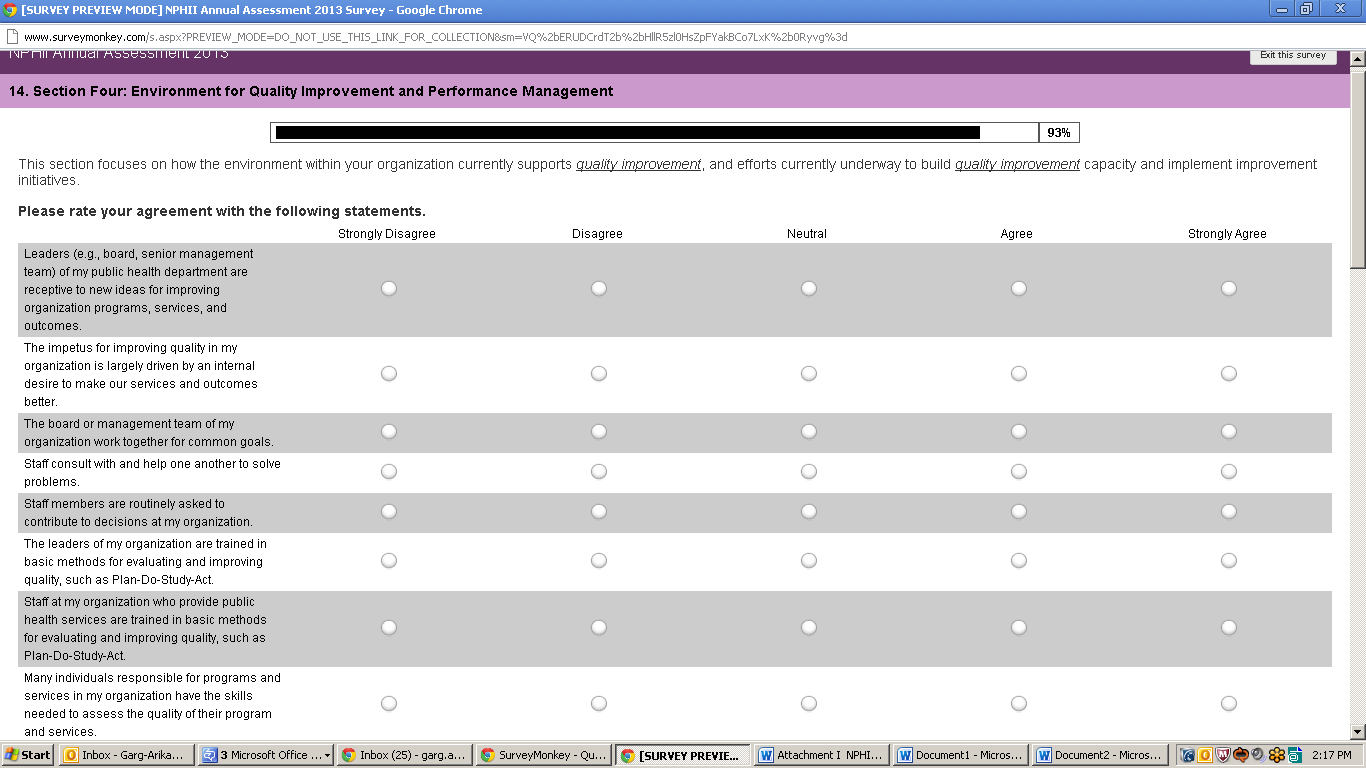 [SURVEY PREVIEW MODE] NPHII Annual Assessment 2013 Survey - Google Chrome
www.surveymonkey.com/s.aspx?PREVIEW_MODE=DO_NOT_USE_THIS_LINK_FOR_COLLECTION&sm=VQ%2bERUDCrdT2b%2bHllR5zl0HsZpFYakBCo7LxK%2b0Ryvg%3d
NPHII Annual Assessment 2013
Exit this survey
14. Section Four: Environment for Quality Improvement and Performance Management
93%
This section focuses on how the environment within your organization currently supports quality improvement, and efforts currently underway to build quality improvement capacity and implement improvement
initiatives.
Please rate your agreement with the following statements.
Strongly Disagree Disagree Neutral Agree Strongly Agree
Leaders (e.g., board, senior management
team) of my public health department are
receptive to new ideas for improving
organization programs, services, and
outcomes.
The impetus for improving quality in my
organization is largely driven by an internal
desire to make our services and outcomes
better.
The board or management team of my
organization work together for common goals.
Staff consult with and help one another to solve
problems.
Staff members are routinely asked to
contribute to decisions at my organization.
The leaders of my organization are trained in
basic methods for evaluating and improving
quality, such as Plan-Do-Study-Act.
Staff at my organization who provide public
health services are trained in basic methods
for evaluating and improving quality, such as
Plan-Do-Study-Act.
Many individuals responsible for programs and
services in my organization have the skills
needed to assess the quality of their program
and services.
Start Inbox - Garg-Arika... 3 Microsoft Office ... Inbox (25) - garg.a... SurveyMonkey - Qu... [SURVEY PREVIE... Attachment I NPHI... Document1 - Micros... Document2 - Micros... 2:17 PM